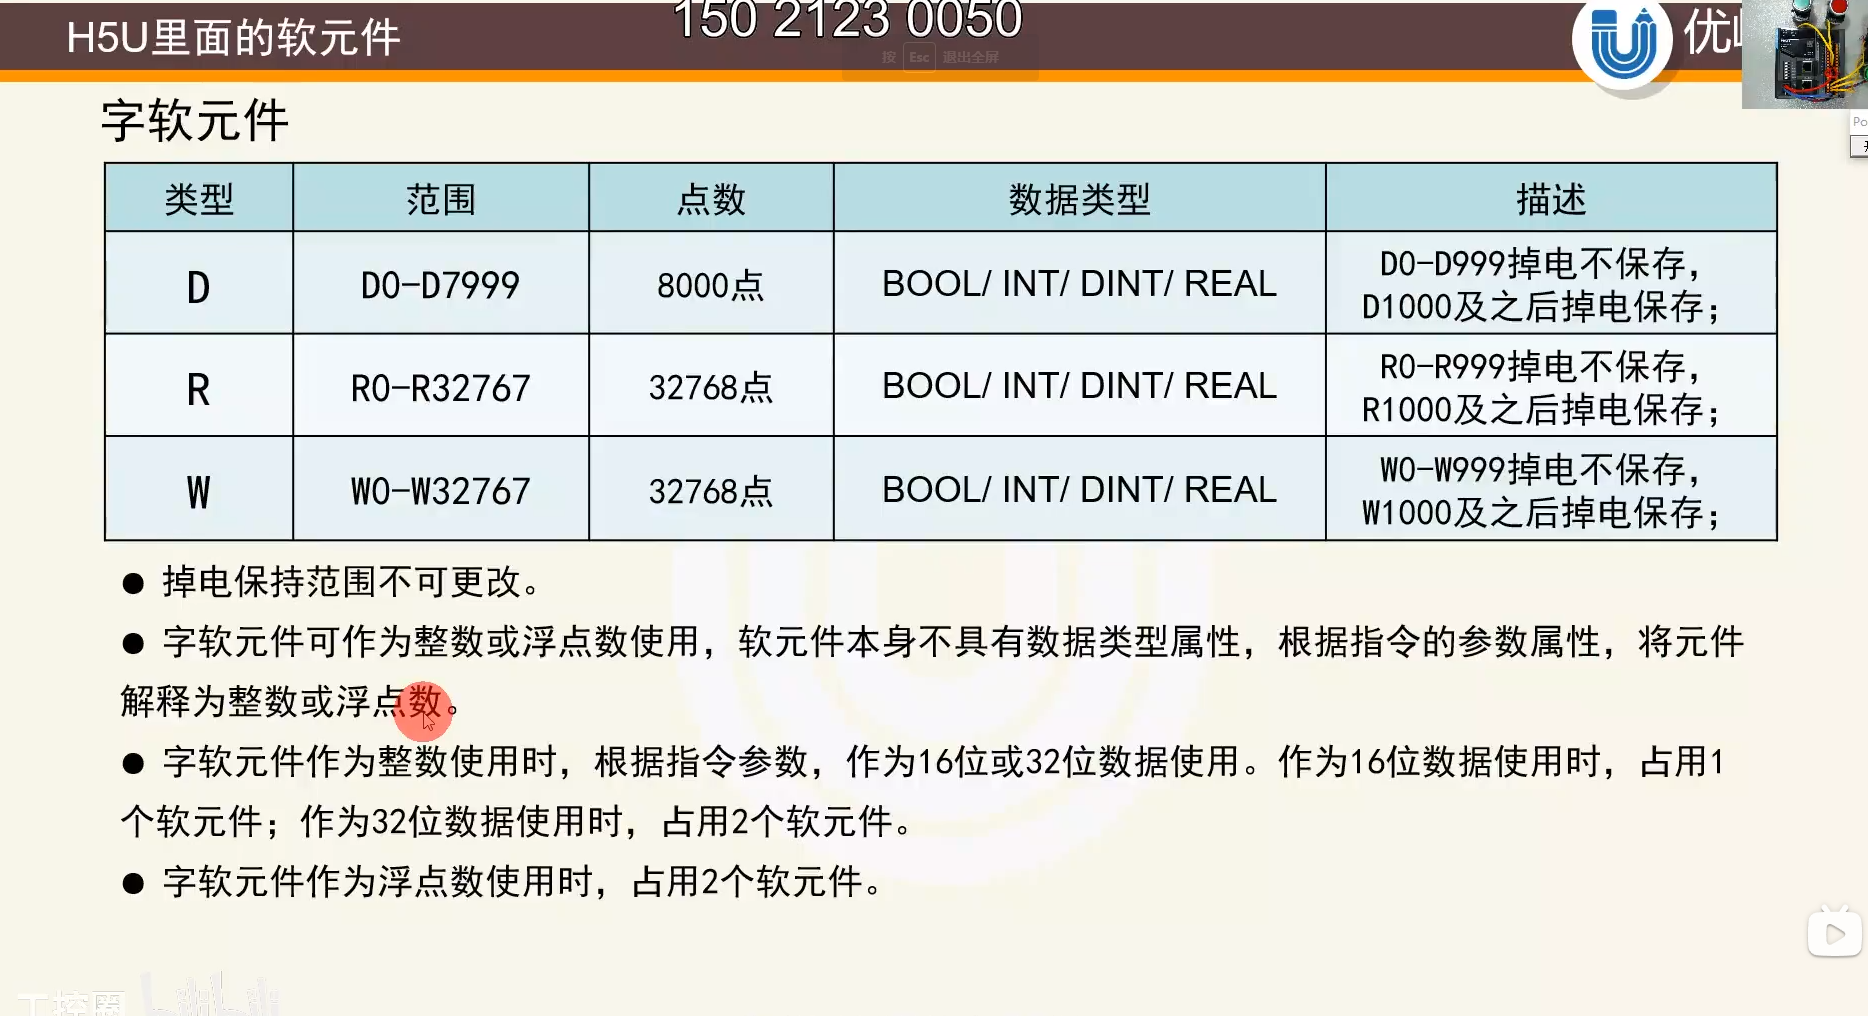 H5U里面的软元件
150 2123 0050
按 Esc 退出全屏
优
字软元件
类型 范围 点数 数据类型 描述
D D0-D7999 8000点 BOOL/ INT/ DINT/ REAL D0-D999掉电不保存，
D1000及之后掉电保存；
R R0-R32767 32768点 BOOL/ INT/ DINT/ REAL R0-R999掉电不保存，
R1000及之后掉电保存；
W W0-W32767 32768点 BOOL/ INT/ DINT/ REAL W0-W999掉电不保存，
W1000及之后掉电保存；
● 掉电保持范围不可更改。
● 字软元件可作为整数或浮点数使用，软元件本身不具有数据类型属性，根据指令的参数属性，将元件
解释为整数或浮点数。
● 字软元件作为整数使用时，根据指令参数，作为16位或32位数据使用。作为16位数据使用时，占用1
个软元件；作为32位数据使用时，占用2个软元件。
● 字软元件作为浮点数使用时，占用2个软元件。
工控圈